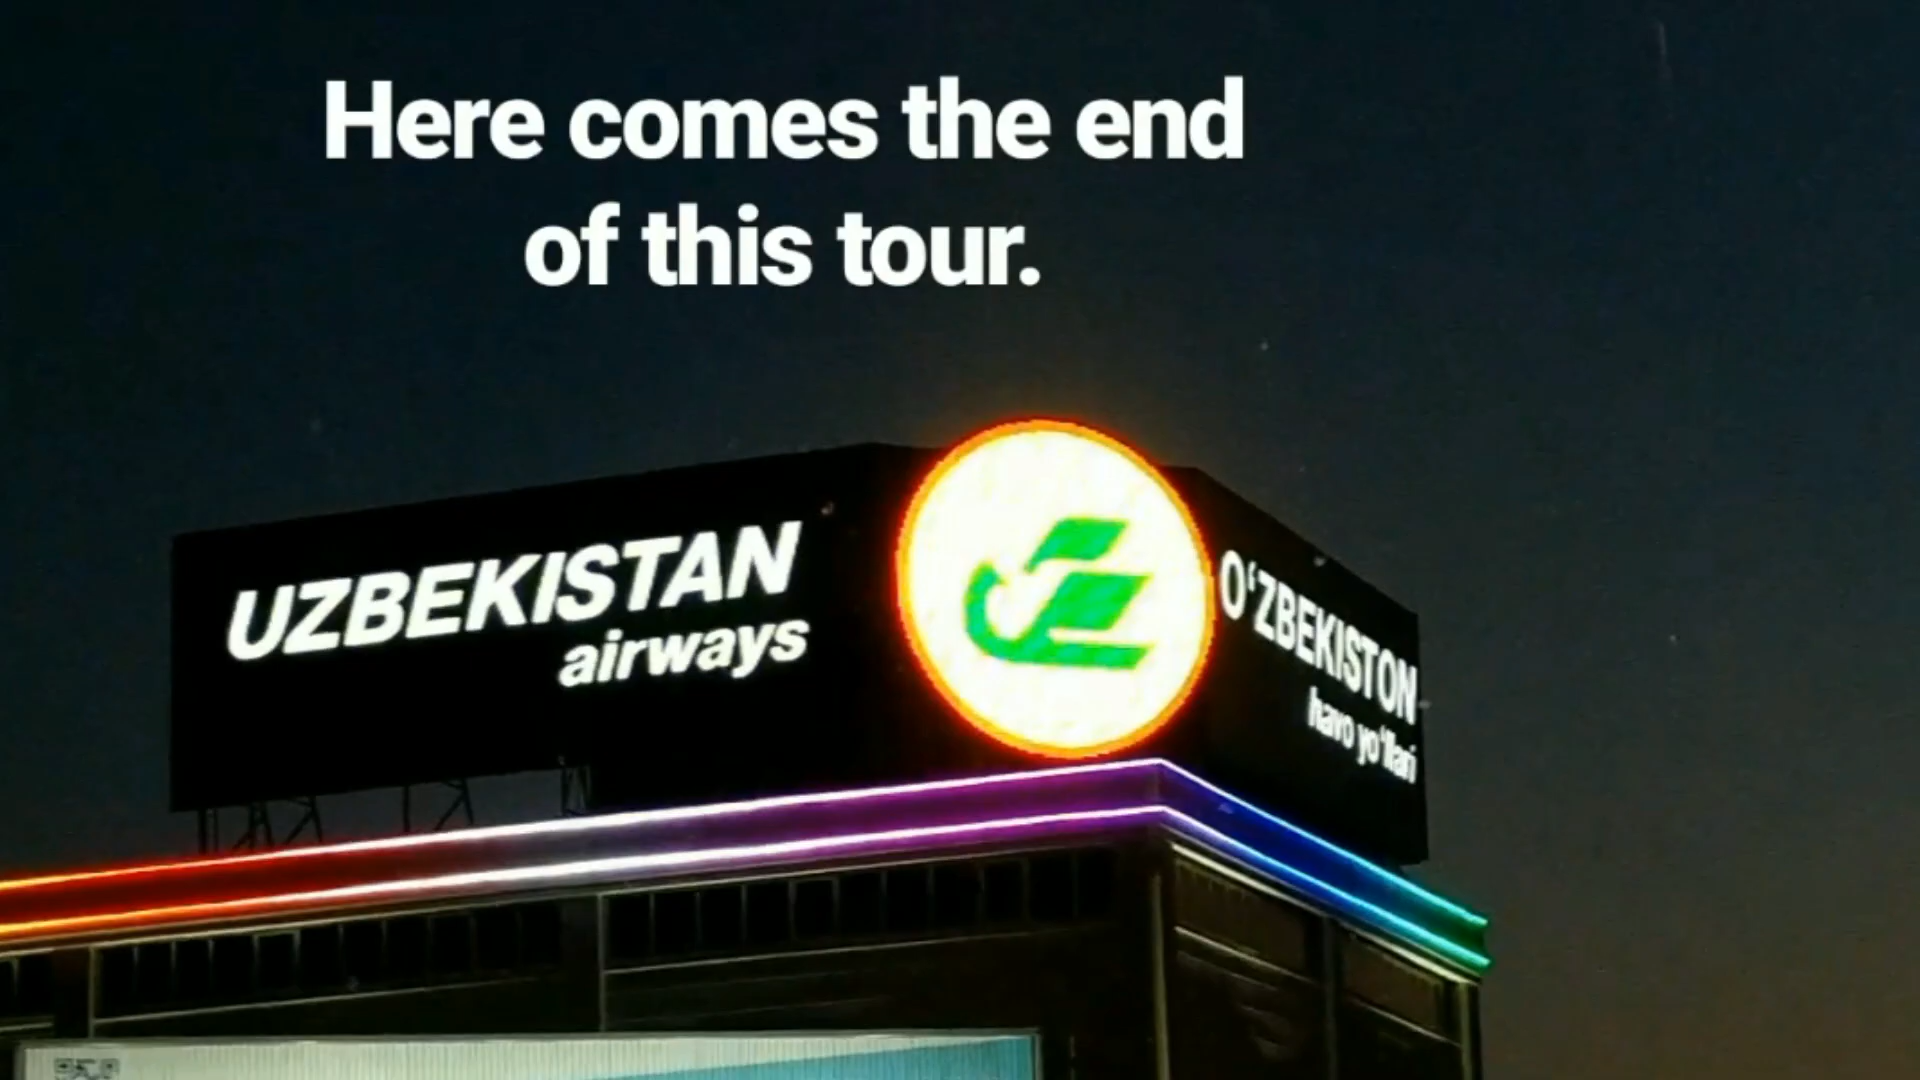 Here comes the end
of this tour.
UZBEKISTAN
airways
O‘ZBEKISTON
havo yo‘llari